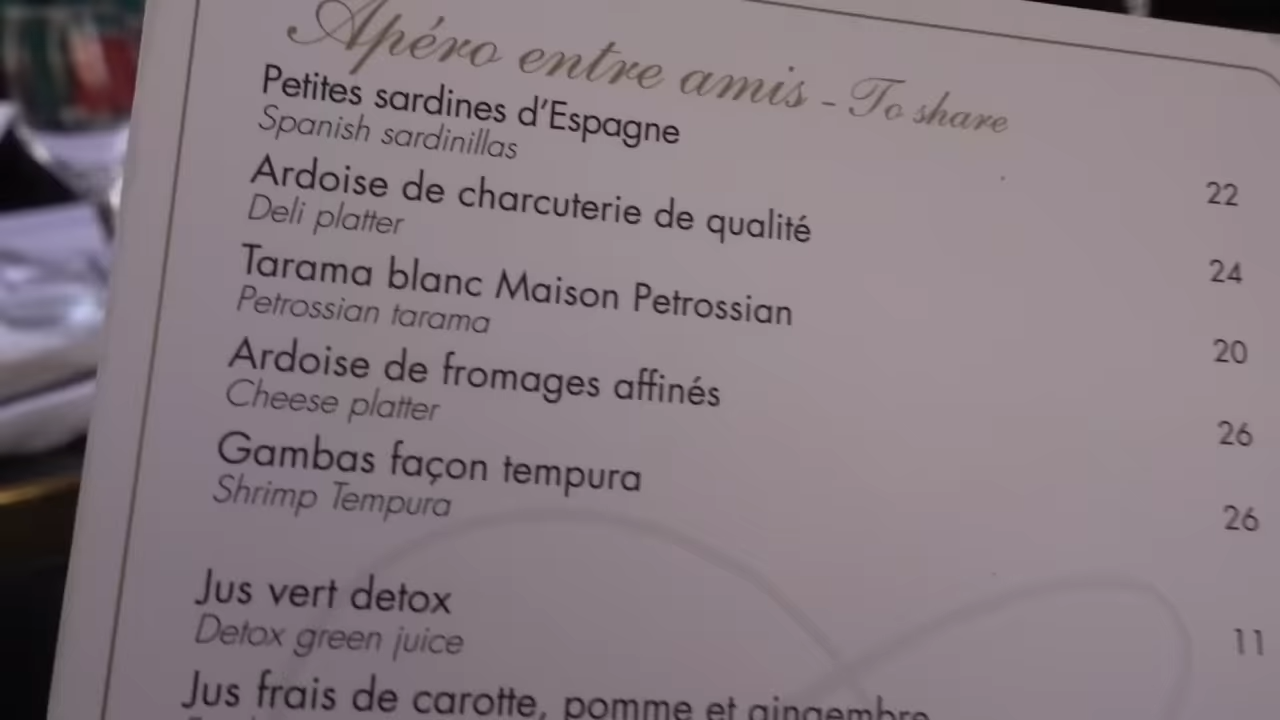 Apéro entre amis - To share
Petites sardines d'Espagne 22
Spanish sardinillas
Ardoise de charcuterie de qualité 24
Deli platter
Tarama blanc Maison Petrossian 20
Petrossian tarama
Ardoise de fromages affinés 26
Cheese platter
Gambas façon tempura 26
Shrimp Tempura
Jus vert detox 11
Detox green juice
Jus frais de carotte, pomme et gingembre